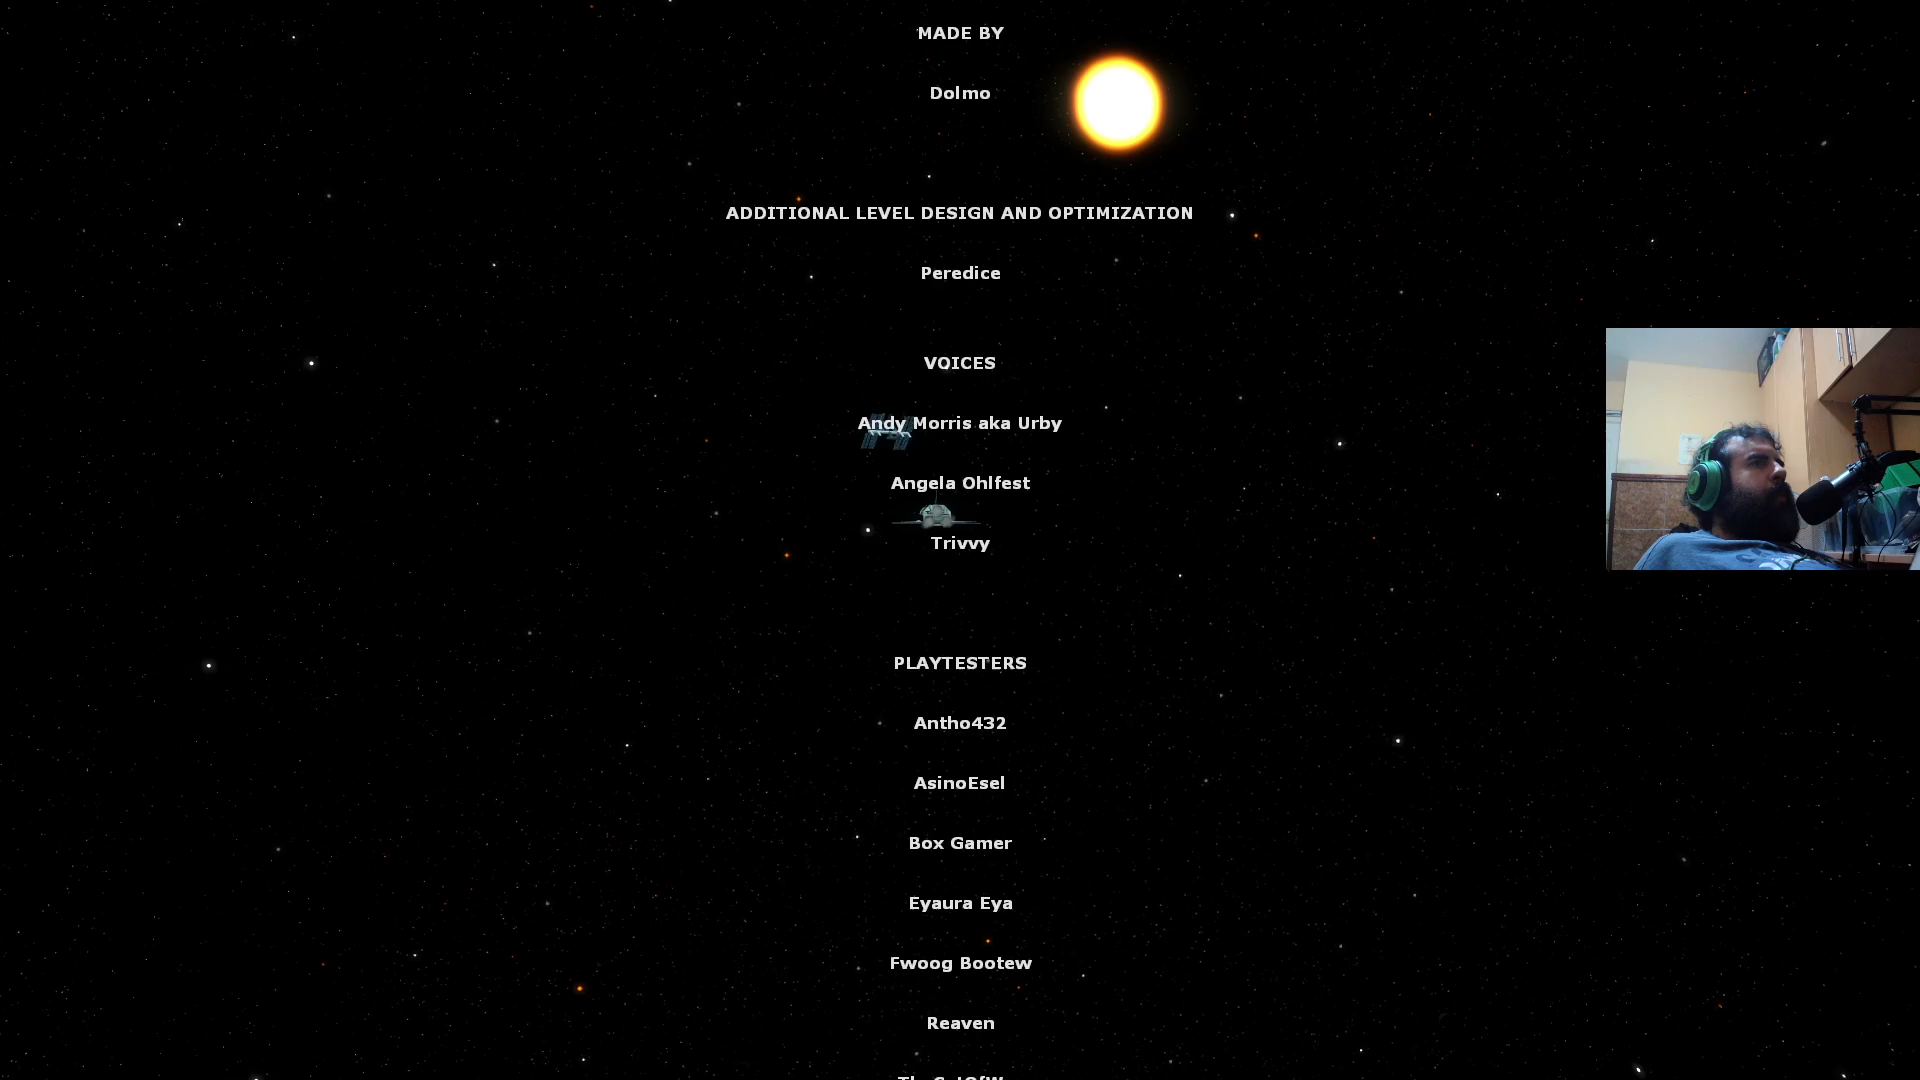 MADE BY
Dolmo
ADDITIONAL LEVEL DESIGN AND OPTIMIZATION
Peredice
VOICES
Andy Morris aka Urby
Angela Ohlfest
Trivvy
PLAYTESTERS
Antho432
AsinoEsel
Box Gamer
Eyaura Eya
Fwoog Bootew
Reaven